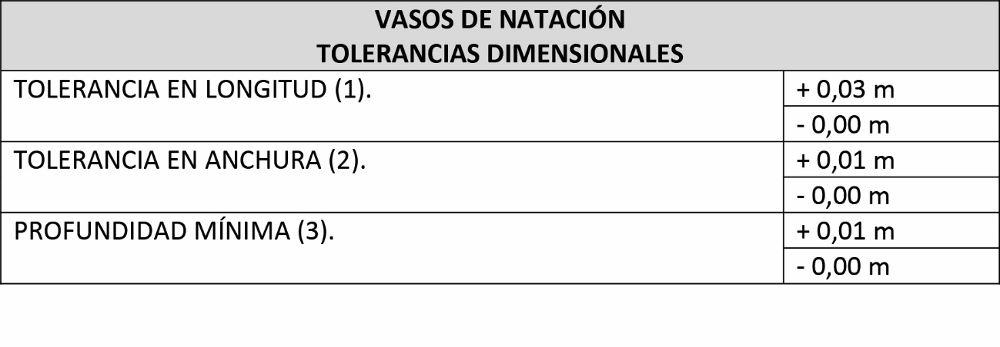 VASOS DE NATACIÓN
TOLERANCIAS DIMENSIONALES
TOLERANCIA EN LONGITUD (1).
+ 0,03 m
- 0,00 m
TOLERANCIA EN ANCHURA (2).
+ 0,01 m
- 0,00 m
PROFUNDIDAD MÍNIMA (3).
+ 0,01 m
- 0,00 m